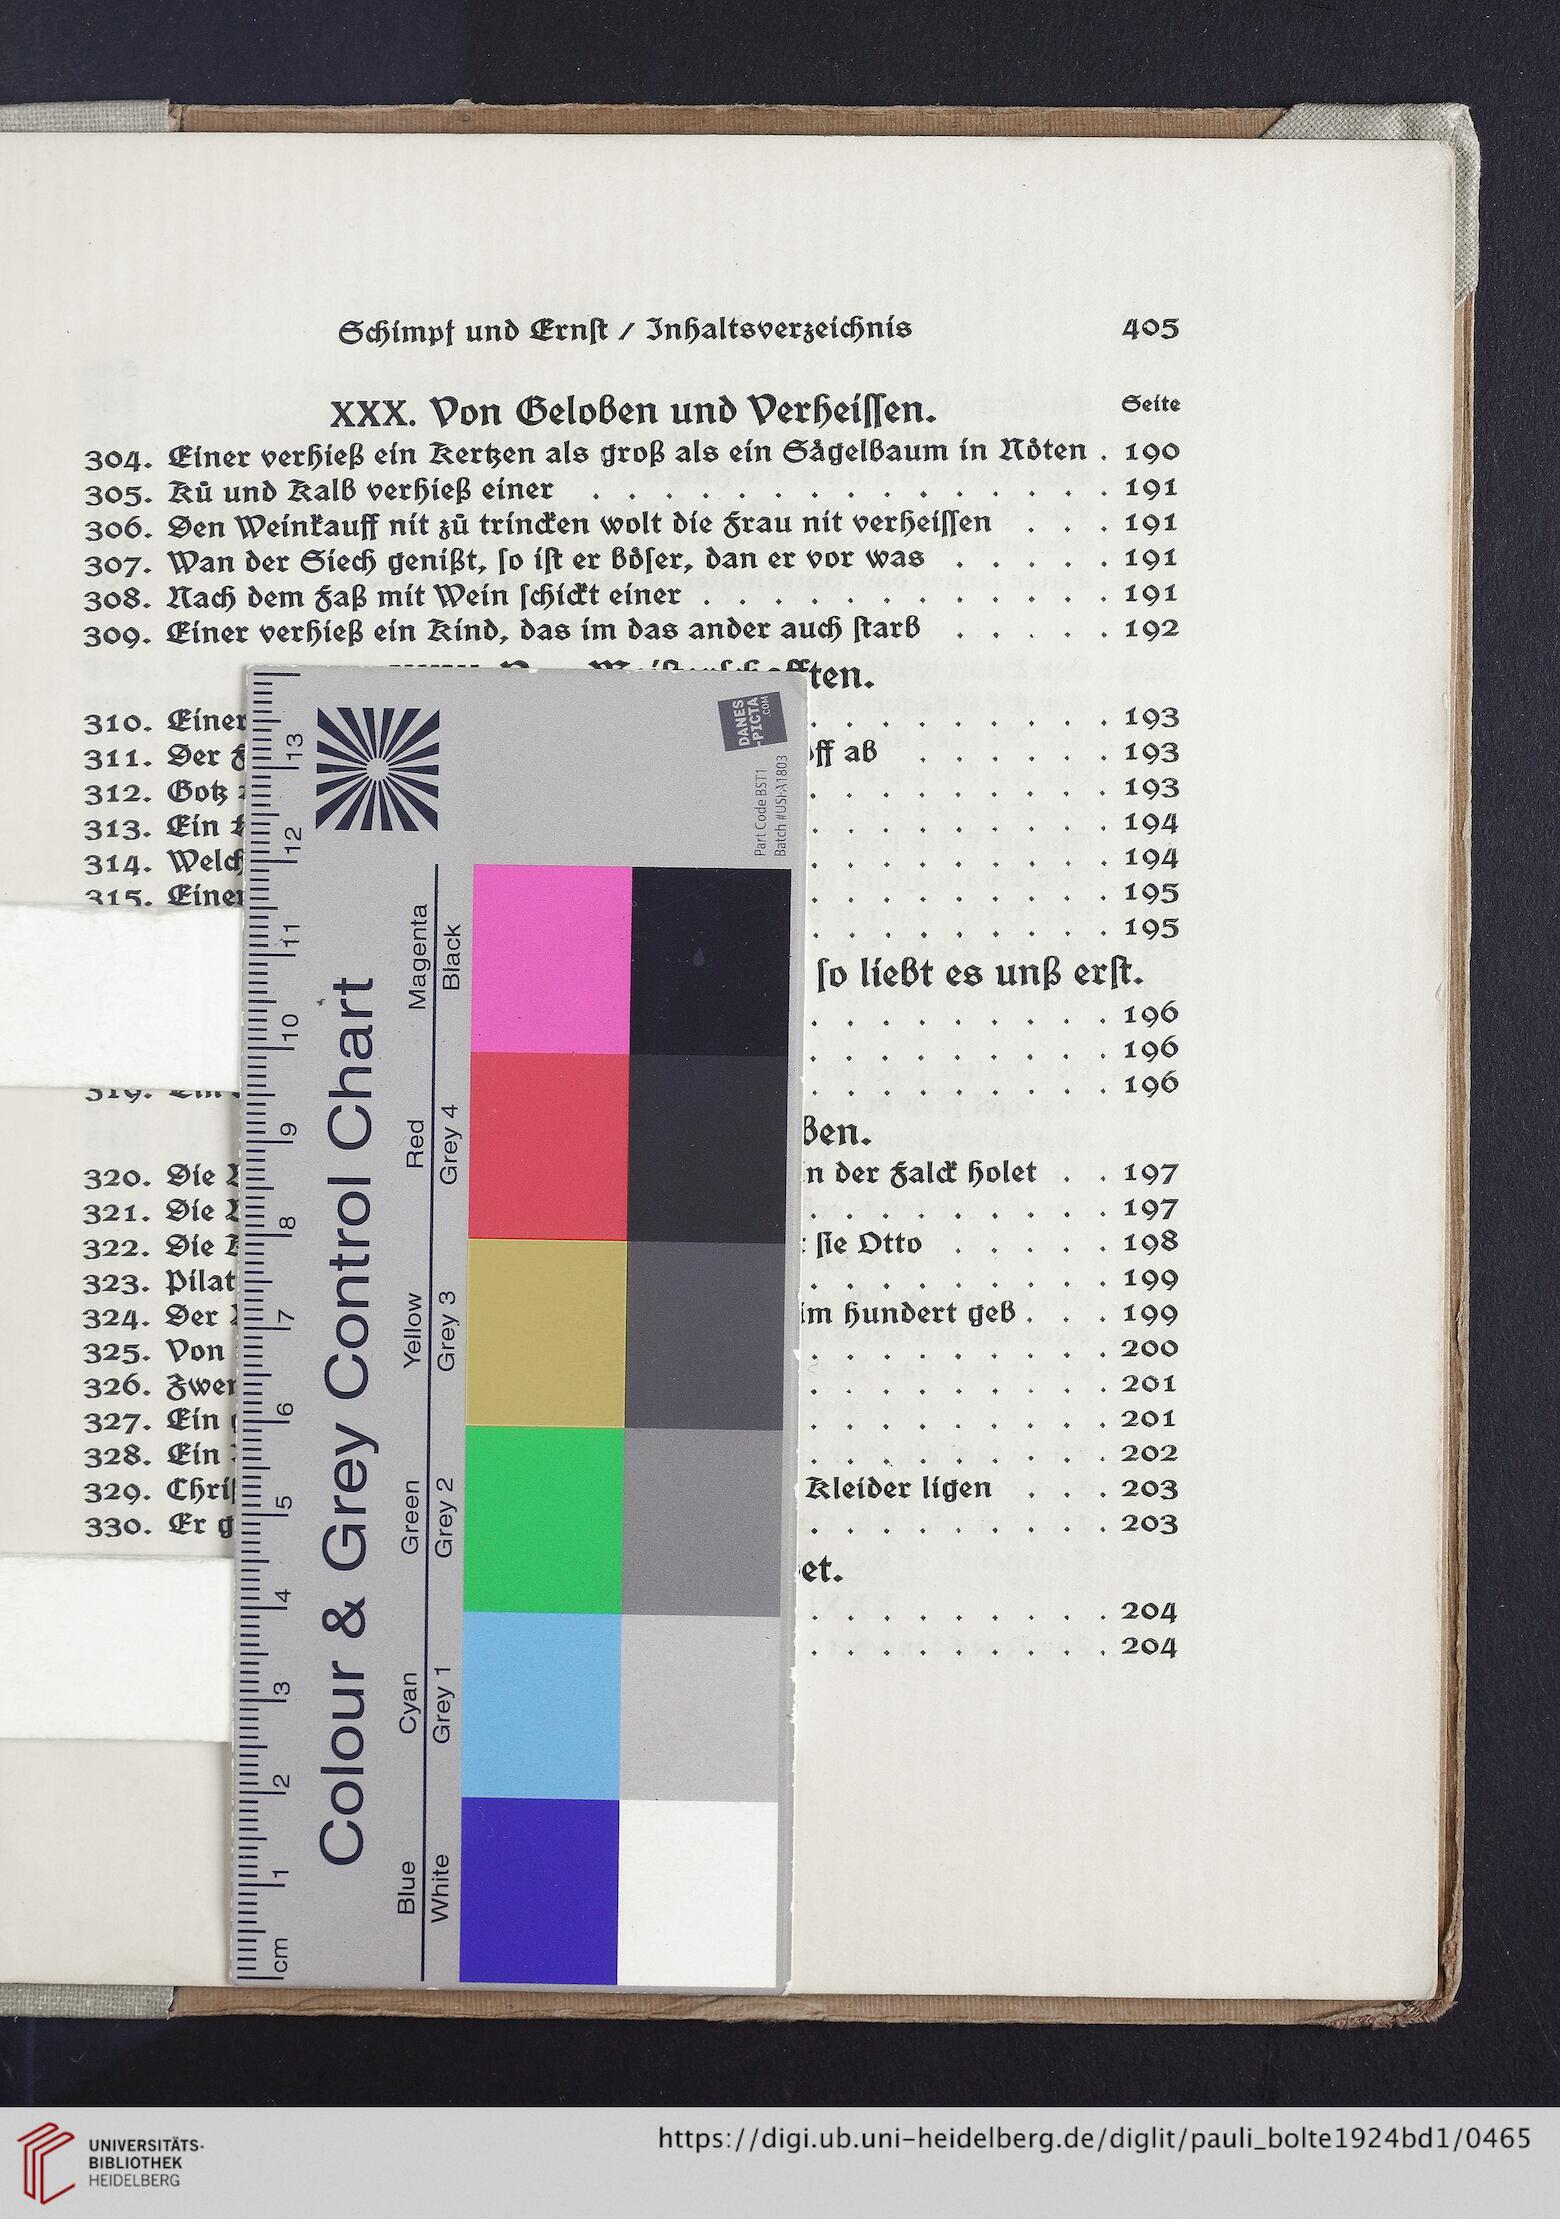 Schimpf und Ernst / Inhaltsverzeichnis 405
XXX. Von Geloben und Verheissen. Seite
304. Einer verhieß ein Kertzen als groß als ein Sägelbaum in Nöten . 190
305. Ků und Kalb verhieß einer . . . . . . . . . . . . . . . 191
306. Den Weinkauff nit zů trincken wolt die Frau nit verheissen . . . 191
307. Wan der Siech genißt, so ist er böser, dan er vor was . . . . . 191
308. Nach dem Faß mit Wein schickt einer . . . . . . . . . . . . 191
309. Einer verhieß ein Kind, das im das ander auch starb . . . . . 192
310. Einer . . . . . . . . . 193
311. Der ff ab . . . . . . 193
312. Gotz . . . . . . . . . 193
313. Ein . . . . . . . . . 194
314. Welch . . . . . . . . . 194
315. Einer . . . . . . . . . 195
. . . . . . . . . 195
so liebt es unß erst.
. . . . . . . . . 196
. . . . . . . . . 196
319. Ein . . . . . . . . . 196
ben.
320. Die in der Falck holet . . 197
321. Die . . . . . . . . . 197
322. Die sie Otto . . . . . 198
323. Pilat . . . . . . . . . 199
324. Der im hundert geb . . . 199
325. Von . . . . . . . . . 200
326. Zwen . . . . . . . . . 201
327. Ein . . . . . . . . . 201
328. Ein . . . . . . . . . 202
329. Chris Kleider ligen . . . 203
330. Er g . . . . . . . . . 203
et.
. . . . . . . . . 204
. . . . . . . . . 204
DANES
-PICTA
.COM
Part Code BST1
Batch #USFA1803
Colour & Grey Control Chart
Magenta Black
Red Grey 4
Yellow Grey 3
Green Grey 2
Cyan Grey 1
Blue White
cm 1 2 3 4 5 6 7 8 9 10 11 12 13
UNIVERSITÄTS-
BIBLIOTHEK
HEIDELBERG
https://digi.ub.uni-heidelberg.de/diglit/pauli_bolte1924bd1/0465